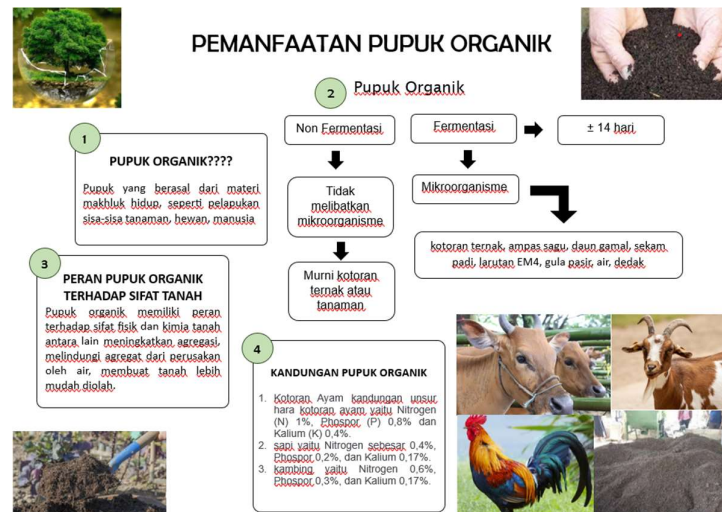 PEMANFAATAN PUPUK ORGANIK
1
PUPUK ORGANIK????
Pupuk yang berasal dari materi
makhluk hidup, seperti pelapukan
sisa-sisa tanaman, hewan, manusia
2
Pupuk Organik
Non Fermentasi
Fermentasi
± 14 hari
Tidak
melibatkan
mikroorganisme
Mikroorganisme
Murni kotoran
ternak atau
tanaman
kotoran ternak, ampas sagu, daun gamal, sekam
padi, larutan EM4, gula pasir, air, dedak
3
PERAN PUPUK ORGANIK
TERHADAP SIFAT TANAH
Pupuk organik memiliki peran
terhadap sifat fisik dan kimia tanah
antara lain meningkatkan agregasi,
melindungi agregat dari perusakan
oleh air, membuat tanah lebih
mudah diolah.
4
KANDUNGAN PUPUK ORGANIK
1. Kotoran Ayam kandungan unsur
hara kotoran ayam yaitu Nitrogen
(N) 1%, Phospor (P) 0,8% dan
Kalium (K) 0,4%.
2. sapi yaitu Nitrogen sebesar 0,4%,
Phospor 0,2%, dan Kalium 0,17%.
3. kambing yaitu Nitrogen 0,6%,
Phospor 0,3%, dan Kalium 0,17%.